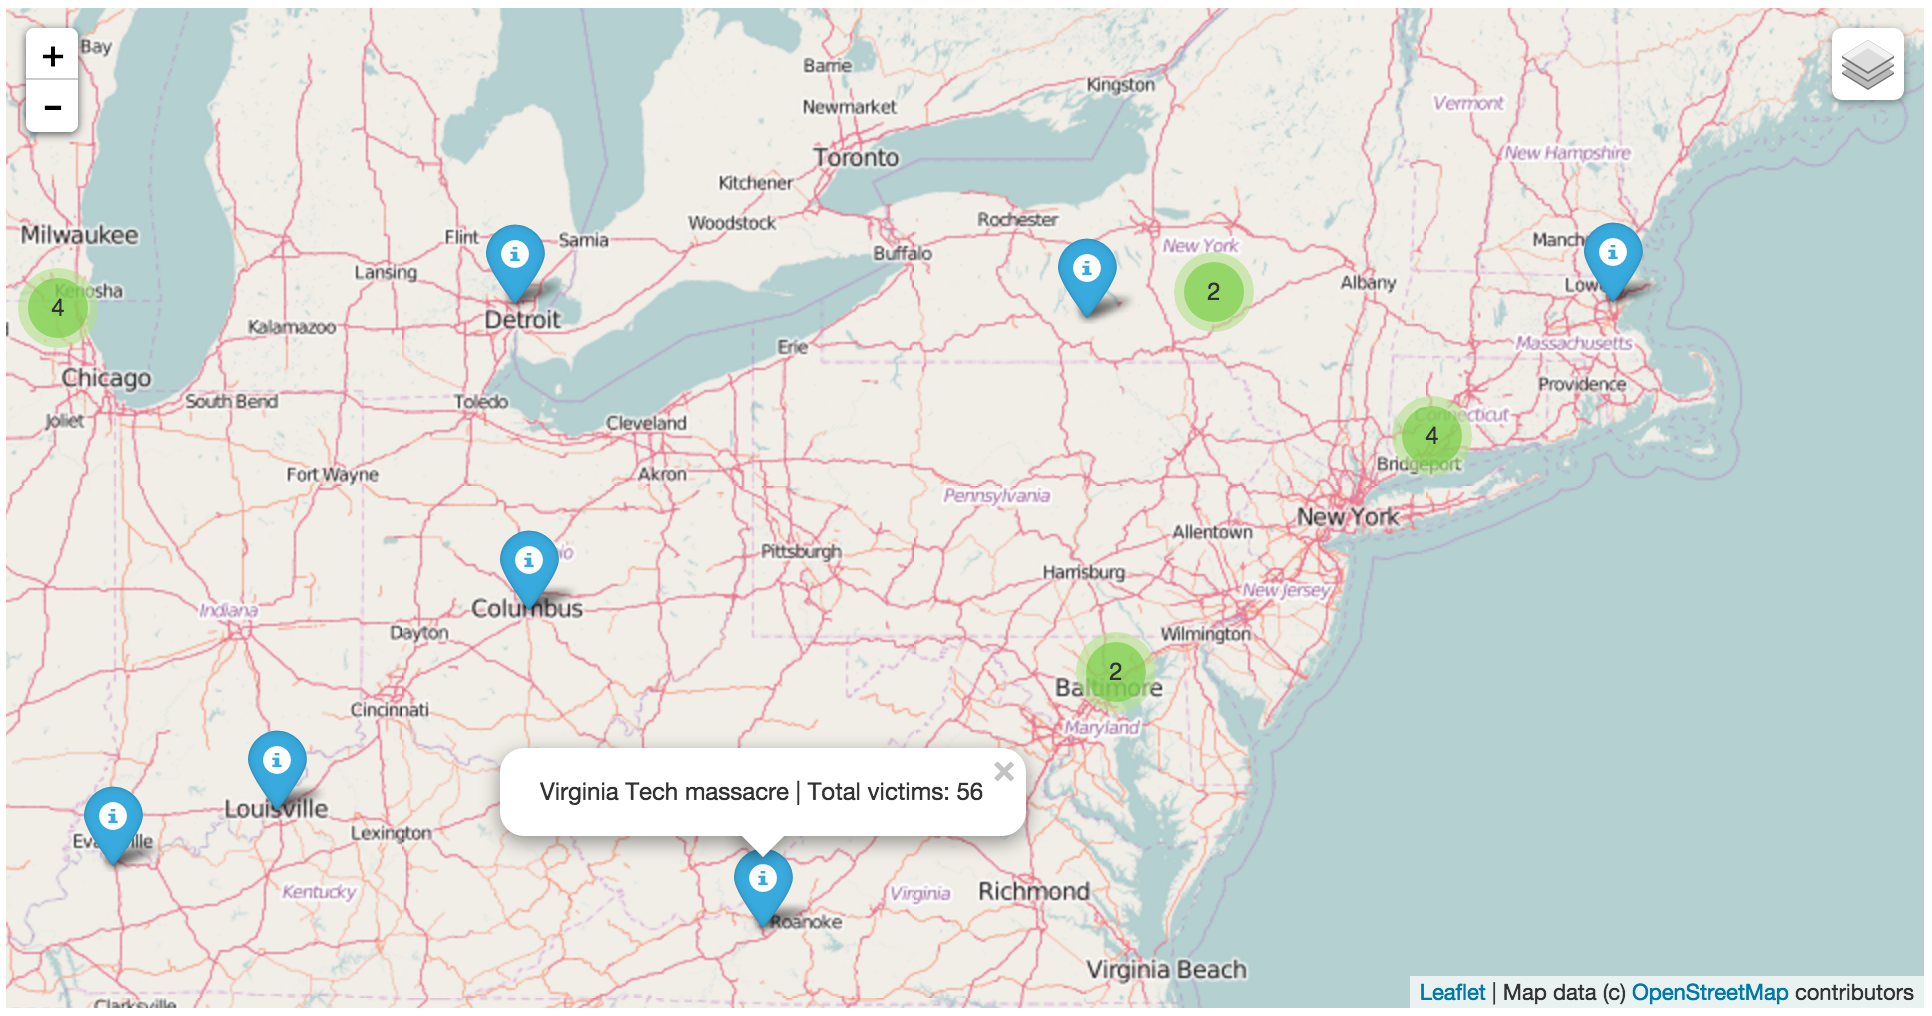 +
Bay
−
Barrie
Kingston
Newmarket
Vermont
Toronto
New Hampshire
Kitchener
Woodstock
Rochester
Milwaukee
Flint
Sarnia
Buffalo
New York
Manch
Lansing
Kenosha
4
2
Albany
Lowe
Detroit
Kalamazoo
Erie
Massachusetts
Chicago
Providence
South Bend
Toledo
Joliet
Cleveland
Connecticut
4
Bridgeport
Fort Wayne
Akron
Pennsylvania
New York
Allentown
Pittsburgh
Harrisburg
New Jersey
Columbus
Indiana
Dayton
Wilmington
2
Baltimore
Cincinnati
Maryland
Virginia Tech massacre | Total victims: 56
×
Louisville
Lexington
Evansville
Kentucky
Virginia
Richmond
Roanoke
Virginia Beach
Clarksville
Leaflet | Map data (c) OpenStreetMap contributors